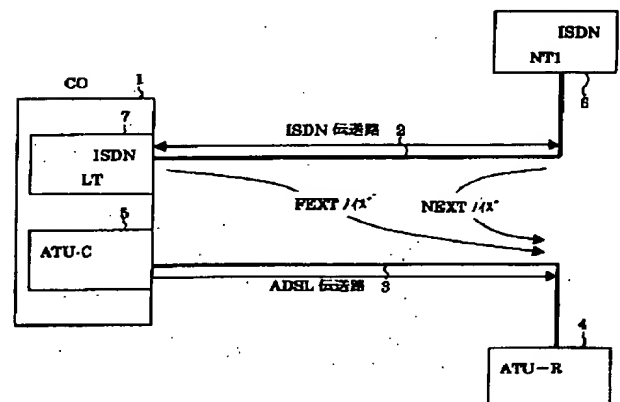 ISDN
NT1
6
CO
1
7
ISDN
LT
ISDN 伝送路
2
FEXT ﾉｲｽﾞ
NEXT ﾉｲｽﾞ
5
ATU-C
ADSL 伝送路
3
4
ATU-R